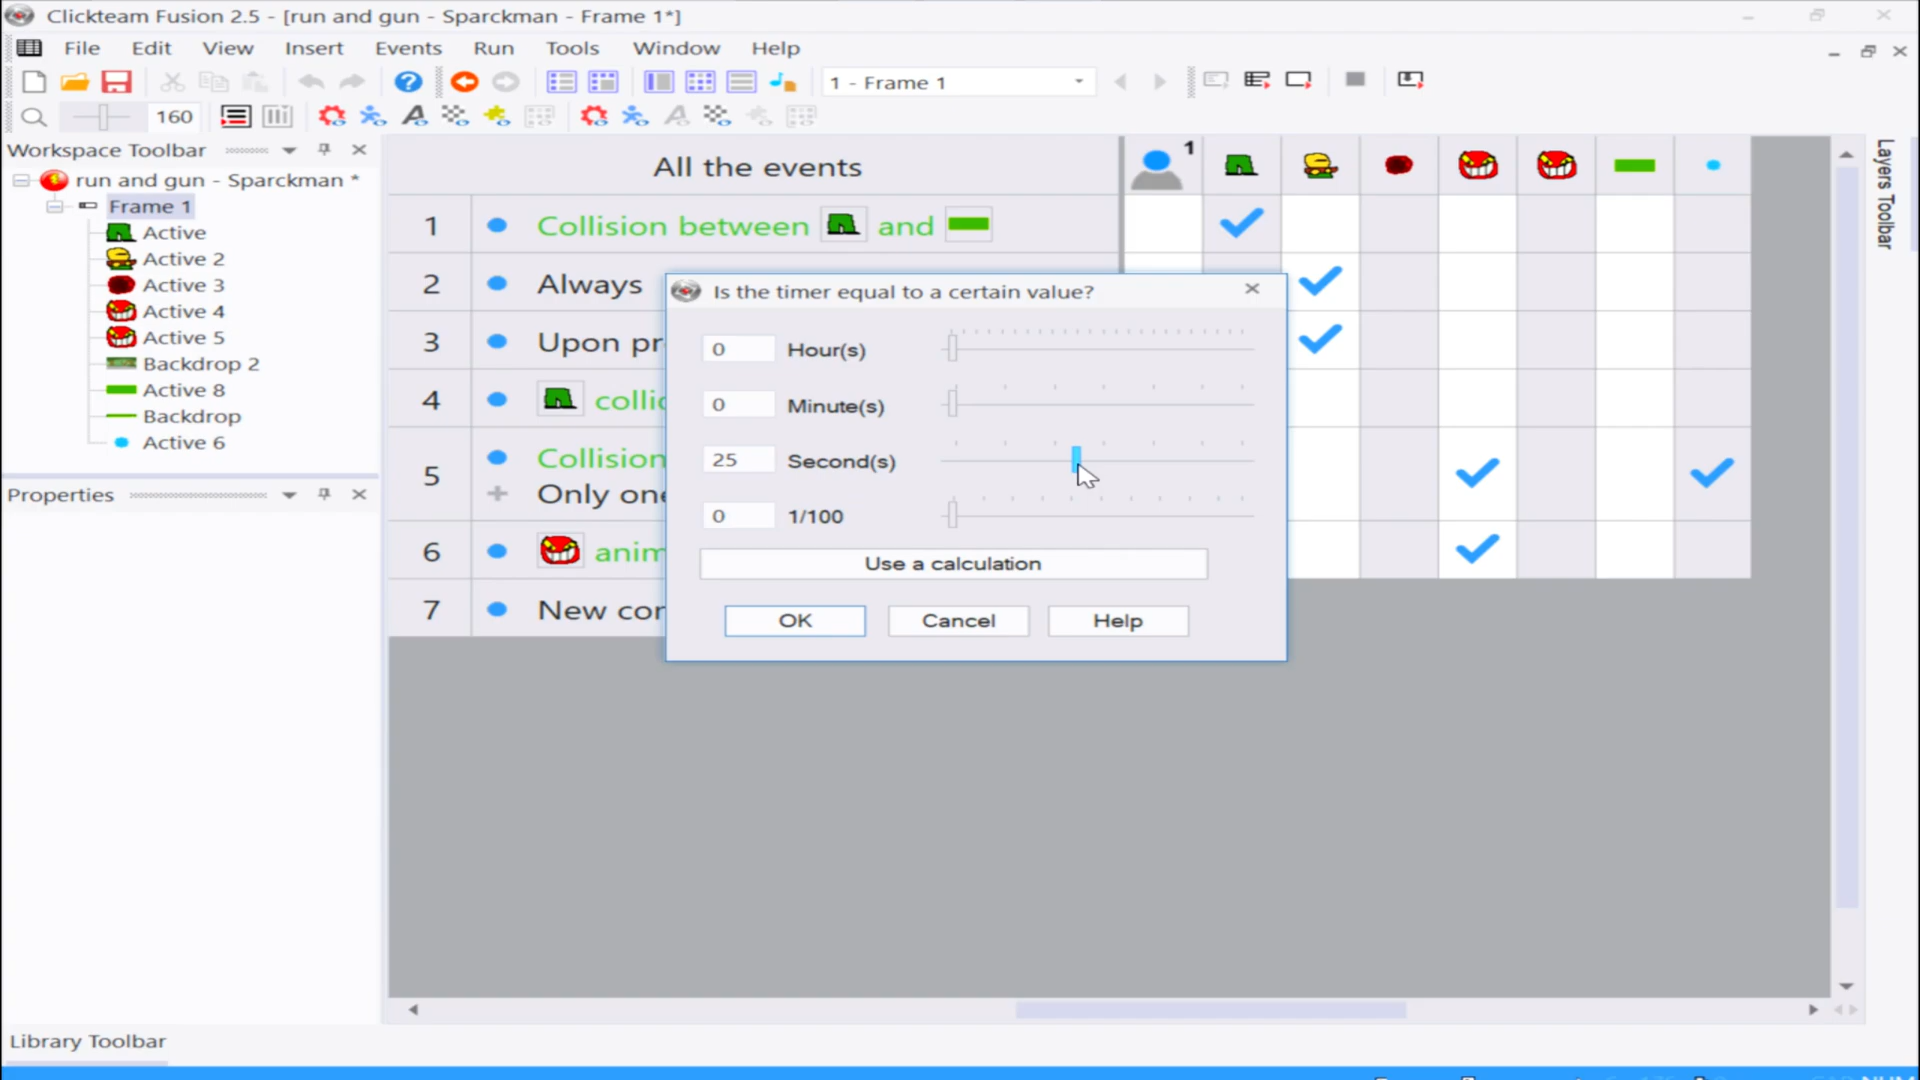 Clickteam Fusion 2.5 - [run and gun - Sparckman - Frame 1*]
File Edit View Insert Events Run Tools Window Help
1 - Frame 1
160
Workspace Toolbar
run and gun - Sparckman *
Frame 1
Active
Active 2
Active 3
Active 4
Active 5
Backdrop 2
Active 8
Backdrop
Active 6
Properties
Library Toolbar
All the events
1
1 Collision between and
2 Always
3 Upon pr
4 collic
5 Collision
Only one
6 anim
7 New cor
Is the timer equal to a certain value?
0 Hour(s)
0 Minute(s)
25 Second(s)
0 1/100
Use a calculation
OK Cancel Help
Layers Toolbar